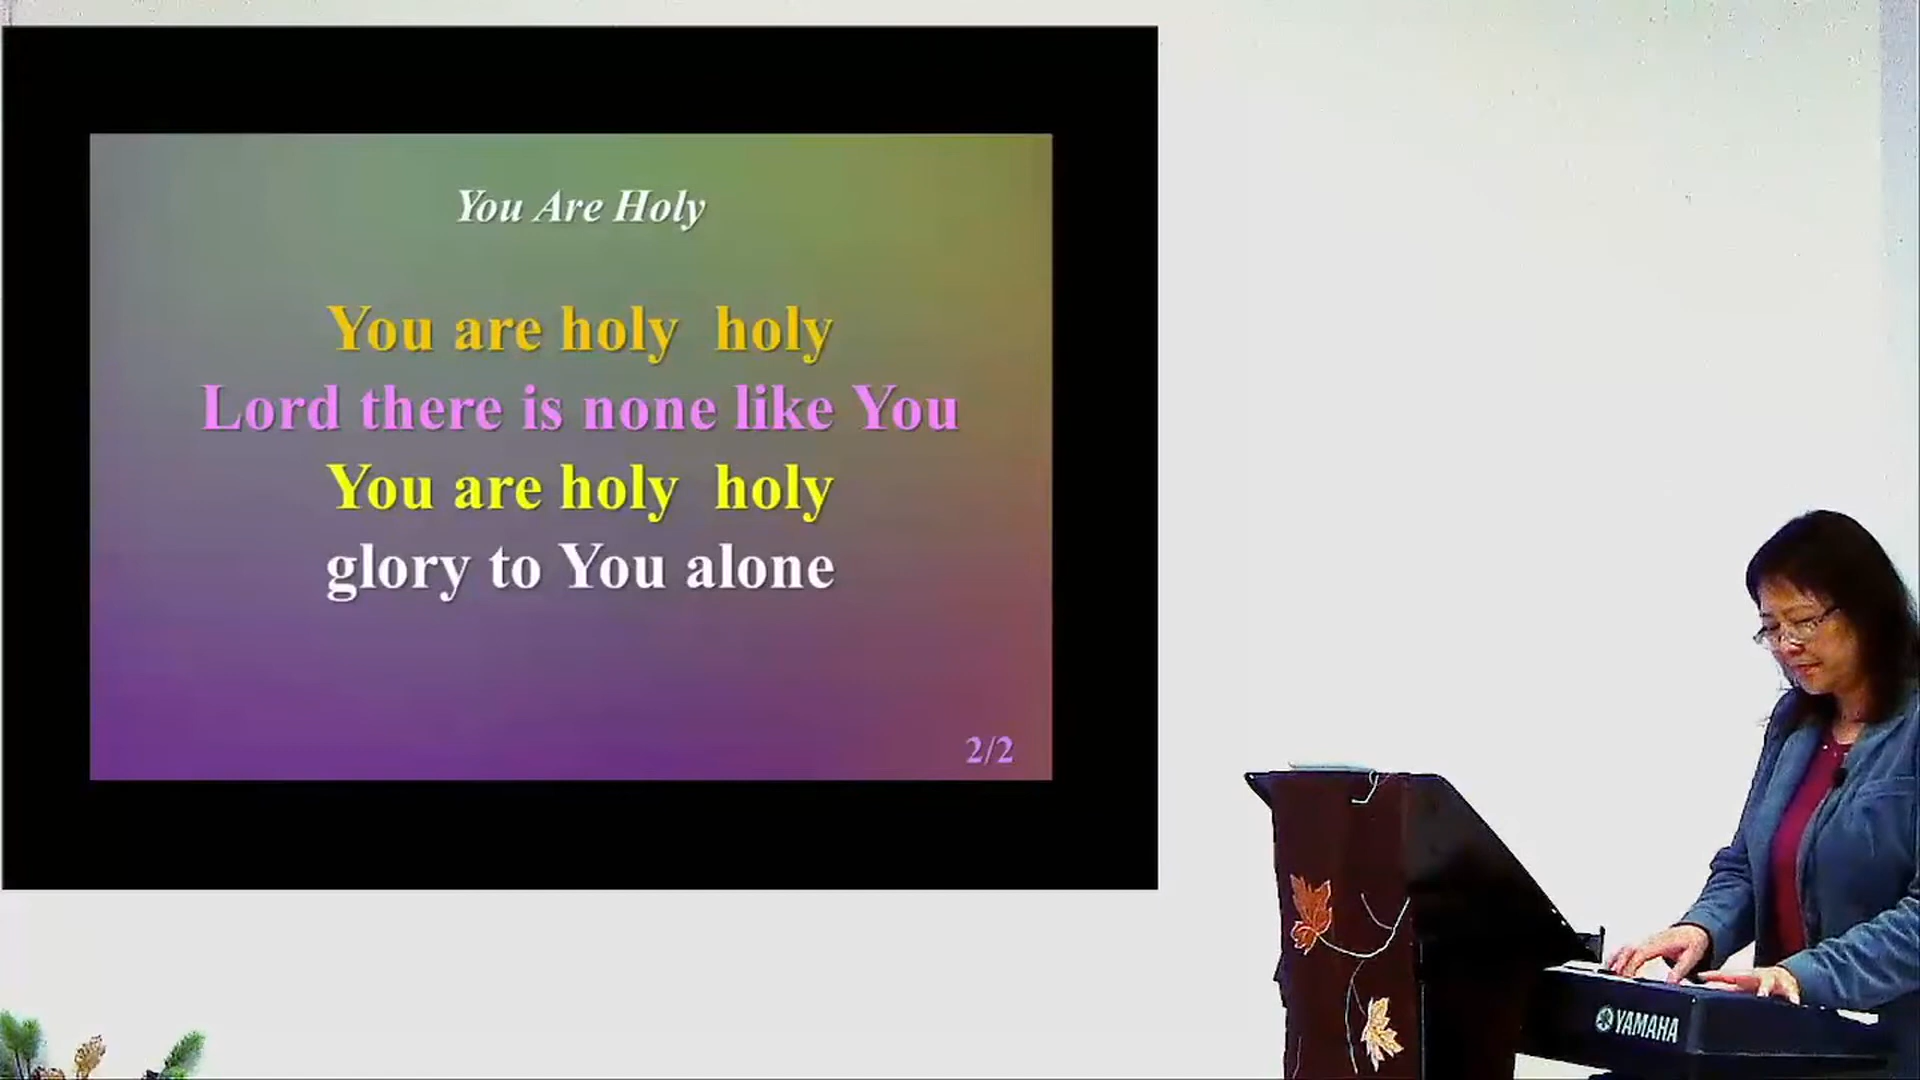 You Are Holy
You are holy  holy
Lord there is none like You
You are holy  holy
glory to You alone
2/2
YAMAHA